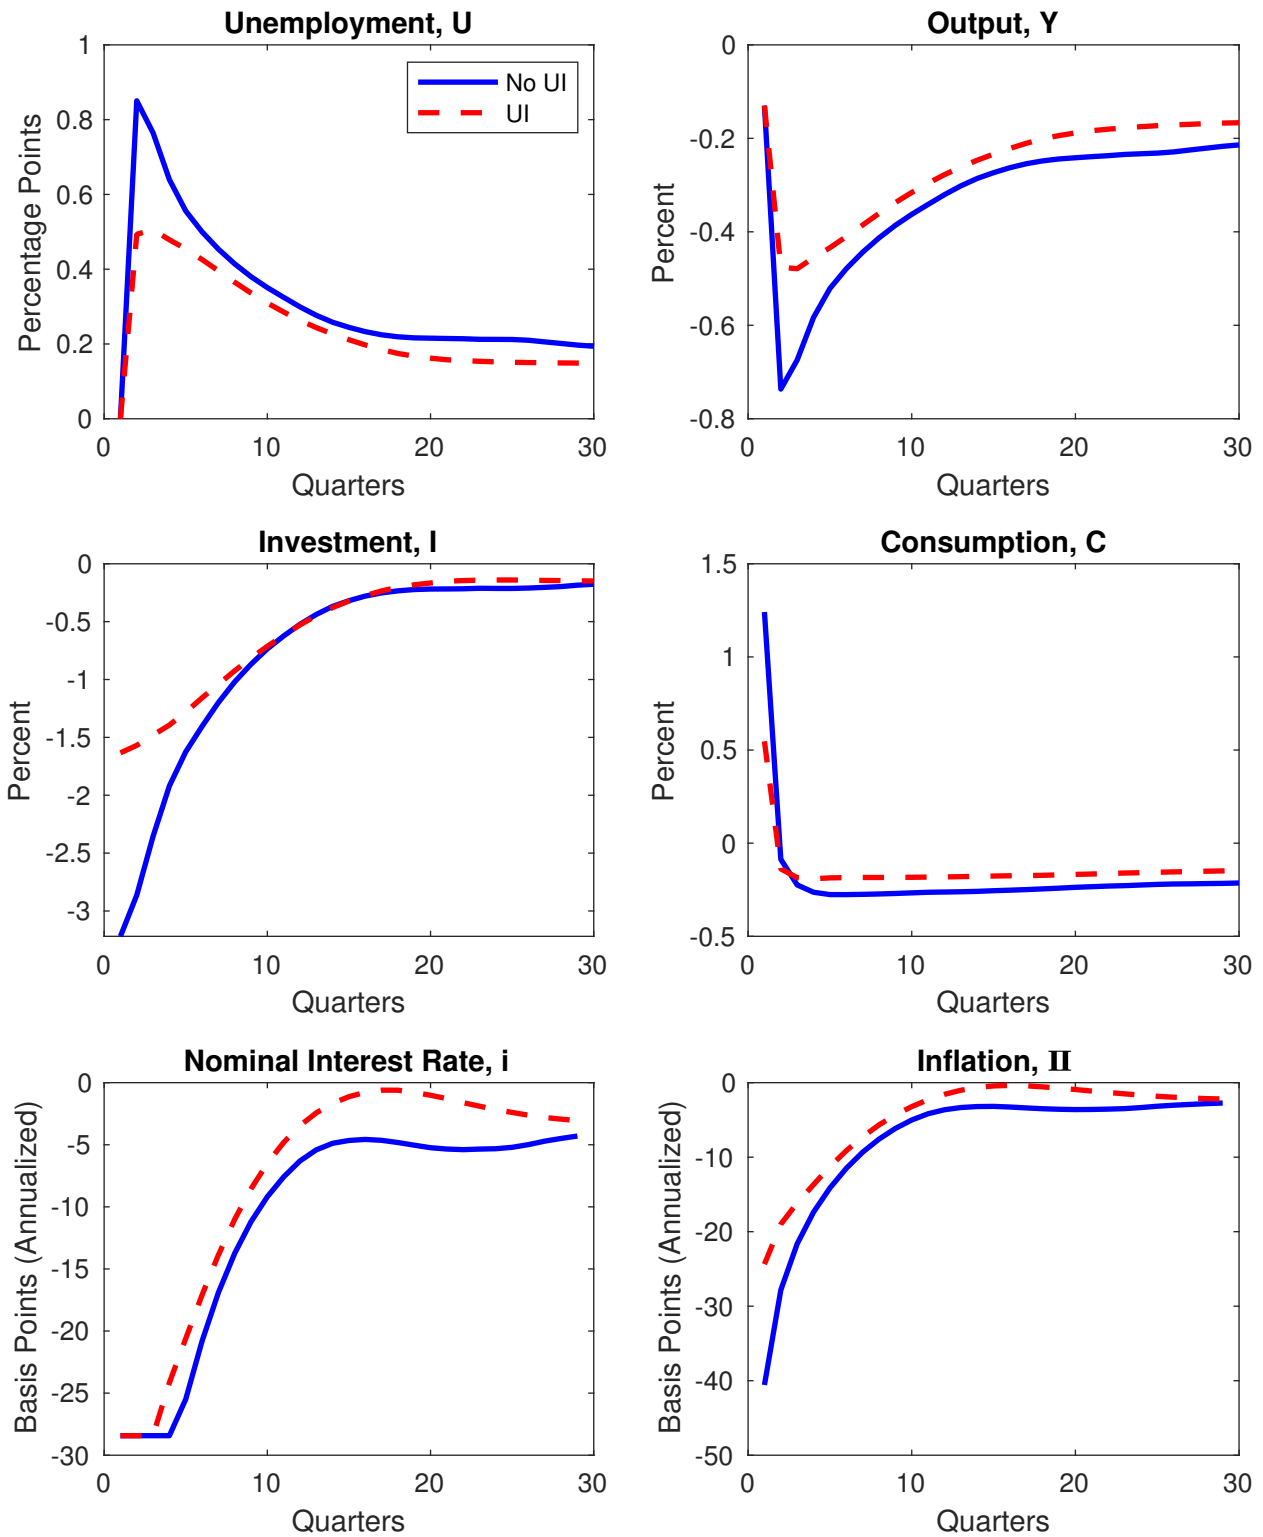 Unemployment, U
1
0.8
0.6
0.4
0.2
0
Percentage Points
No UI
UI
0 10 20 30
Quarters
Output, Y
0
-0.2
-0.4
-0.6
-0.8
Percent
0 10 20 30
Quarters
Investment, I
0
-0.5
-1
-1.5
-2
-2.5
-3
Percent
0 10 20 30
Quarters
Consumption, C
1.5
1
0.5
0
-0.5
Percent
0 10 20 30
Quarters
Nominal Interest Rate, i
0
-5
-10
-15
-20
-25
-30
Basis Points (Annualized)
0 10 20 30
Quarters
Inflation, Π
0
-10
-20
-30
-40
-50
Basis Points (Annualized)
0 10 20 30
Quarters